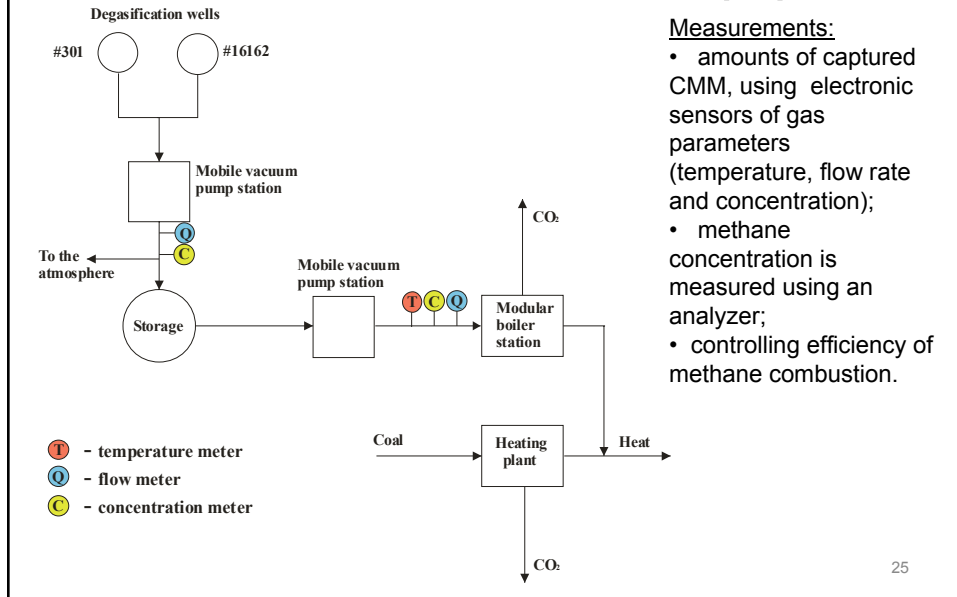 Degasification wells
#301
#16162
Mobile vacuum
pump station
Q
C
To the
atmosphere
Storage
Mobile vacuum
pump station
T C Q
CO₂
Modular
boiler
station
Coal
Heating
plant
Heat
CO₂
T - temperature meter
Q - flow meter
C - concentration meter
Measurements:
• amounts of captured
CMM, using electronic
sensors of gas
parameters
(temperature, flow rate
and concentration);
• methane
concentration is
measured using an
analyzer;
• controlling efficiency of
methane combustion.
25